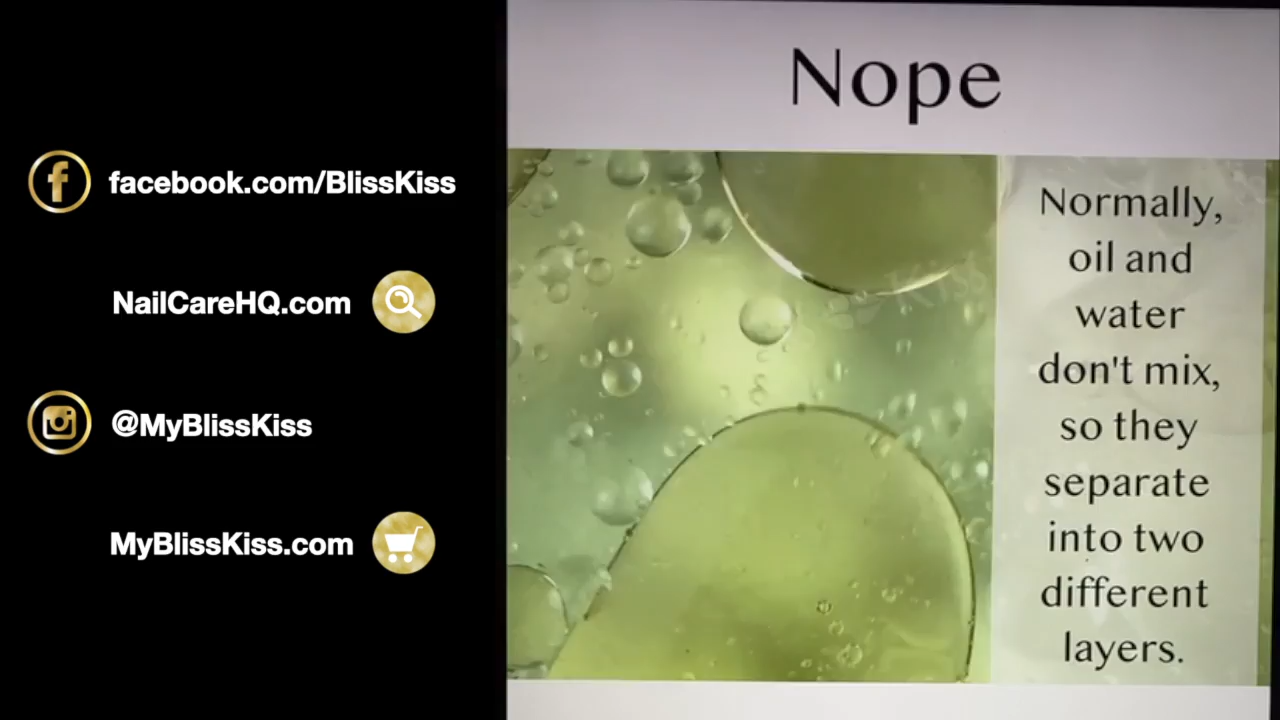 facebook.com/BlissKiss
NailCareHQ.com
@MyBlissKiss
MyBlissKiss.com
Nope
Normally,
oil and
water
don't mix,
so they
separate
into two
different
layers.